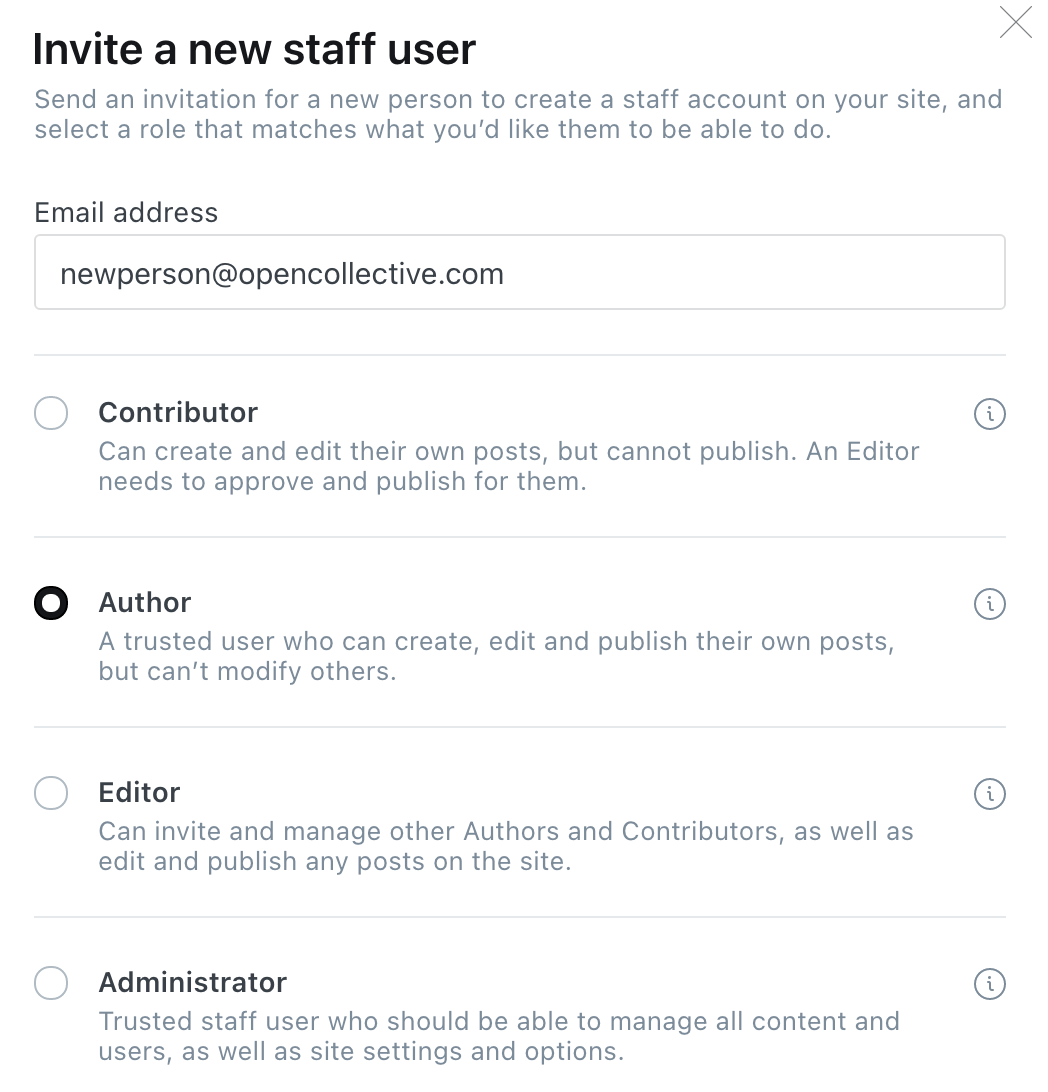 Invite a new staff user
Send an invitation for a new person to create a staff account on your site, and
select a role that matches what you’d like them to be able to do.
Email address
newperson@opencollective.com
Contributor
Can create and edit their own posts, but cannot publish. An Editor
needs to approve and publish for them.
Author
A trusted user who can create, edit and publish their own posts,
but can’t modify others.
Editor
Can invite and manage other Authors and Contributors, as well as
edit and publish any posts on the site.
Administrator
Trusted staff user who should be able to manage all content and
users, as well as site settings and options.